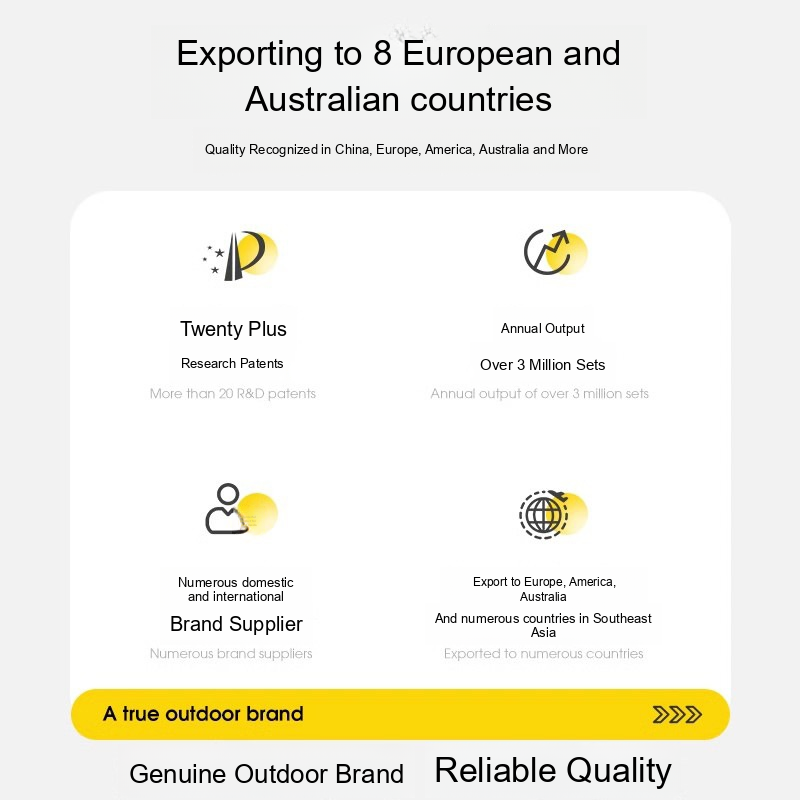 Exporting to 8 European and
Australian countries
Quality Recognized in China, Europe, America, Australia and More
Twenty Plus
Research Patents
More than 20 R&D patents
Annual Output
Over 3 Million Sets
Annual output of over 3 million sets
Numerous domestic
and international
Brand Supplier
Numerous brand suppliers
Export to Europe, America,
Australia
And numerous countries in Southeast
Asia
Exported to numerous countries
A true outdoor brand
Genuine Outdoor Brand
Reliable Quality